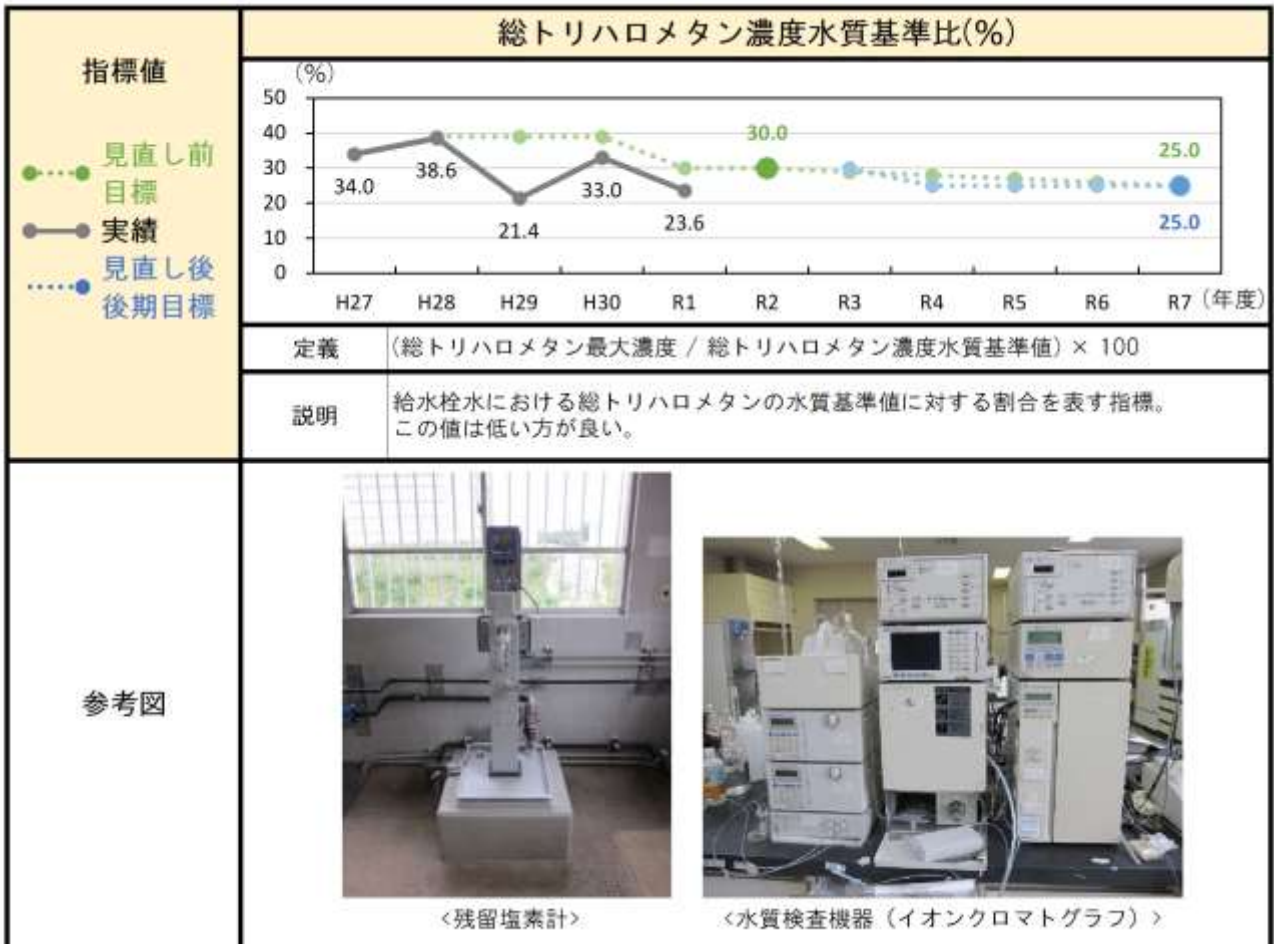 総トリハロメタン濃度水質基準比(%)
指標値
見直し前
目標
実績
見直し後
後期目標
(%)
50
40
30
20
10
0
34.0
38.6
21.4
33.0
23.6
30.0
25.0
25.0
H27 H28 H29 H30 R1 R2 R3 R4 R5 R6 R7 (年度)
定義
(総トリハロメタン最大濃度 / 総トリハロメタン濃度水質基準値) × 100
説明
給水栓水における総トリハロメタンの水質基準値に対する割合を表す指標。
この値は低い方が良い。
参考図
<残留塩素計>
<水質検査機器(イオンクロマトグラフ)>